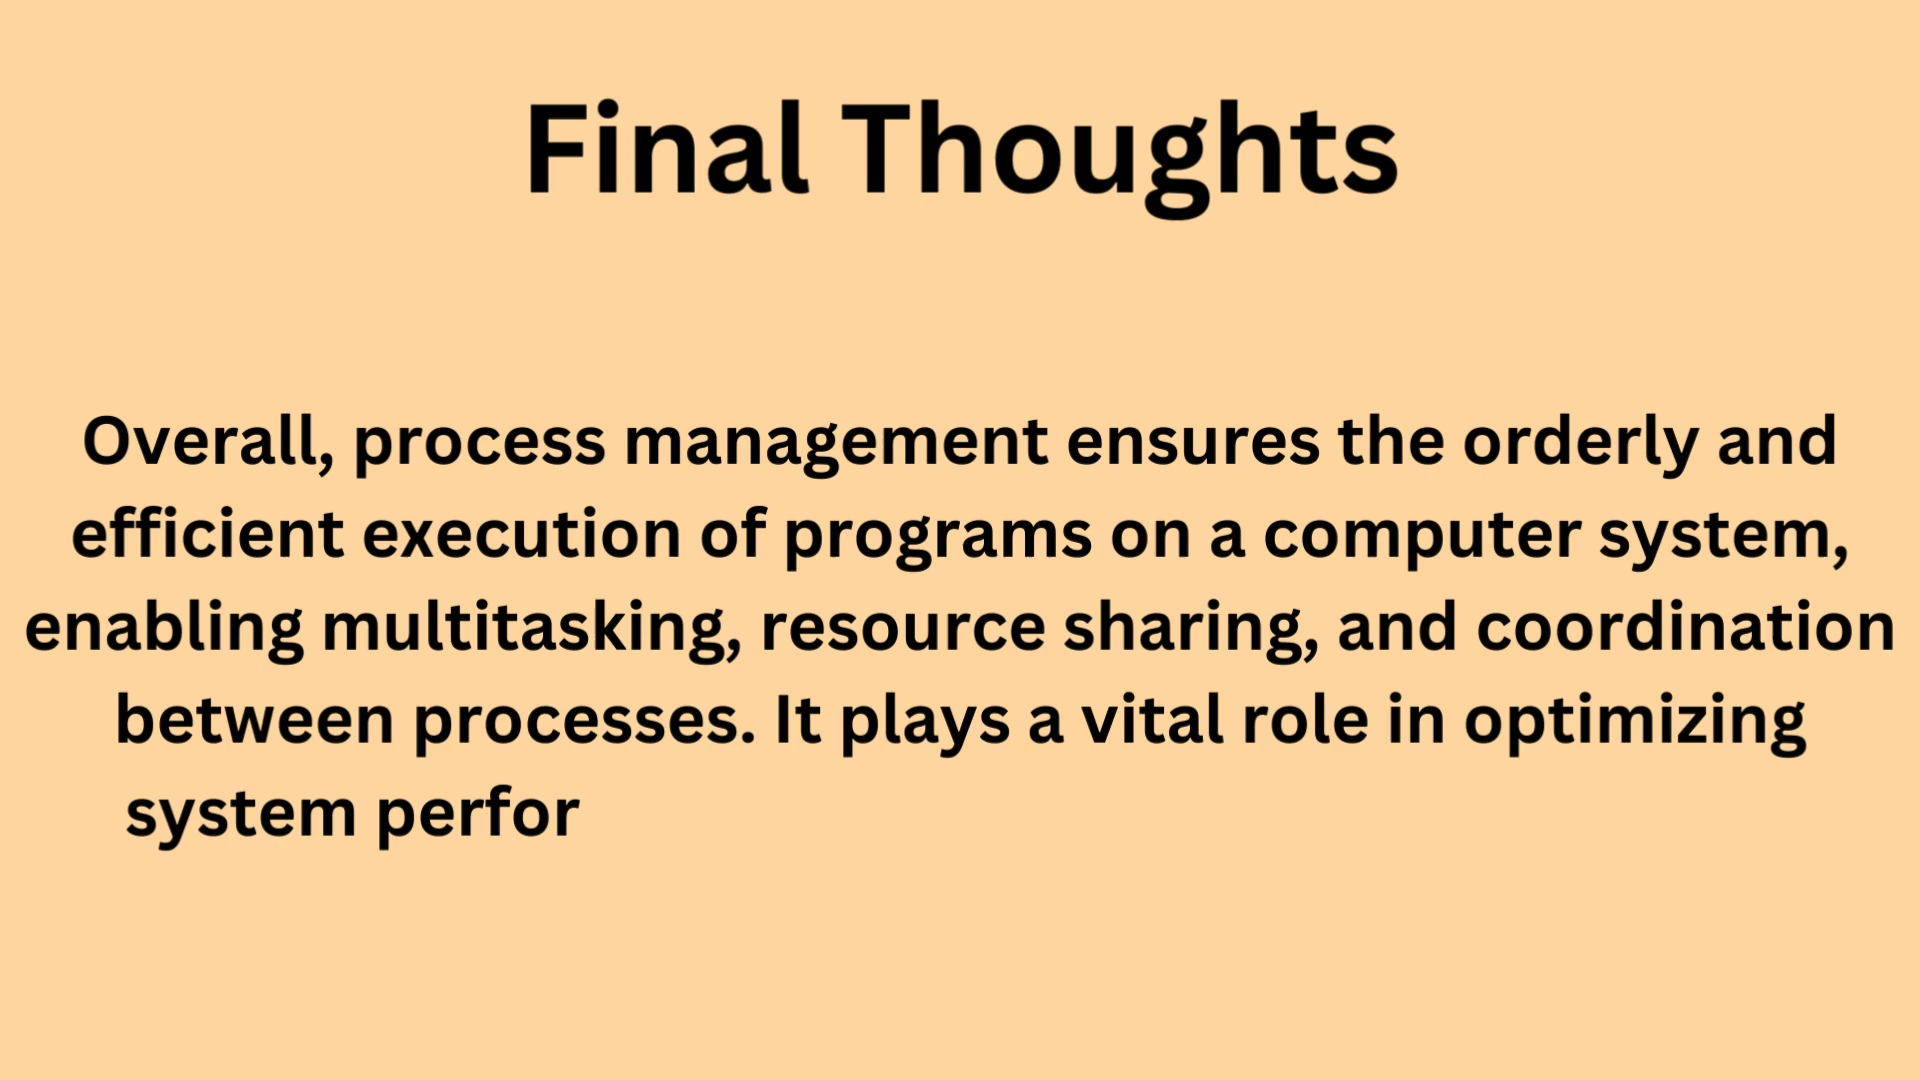 Final Thoughts
Overall, process management ensures the orderly and
efficient execution of programs on a computer system,
enabling multitasking, resource sharing, and coordination
between processes. It plays a vital role in optimizing
system perfor